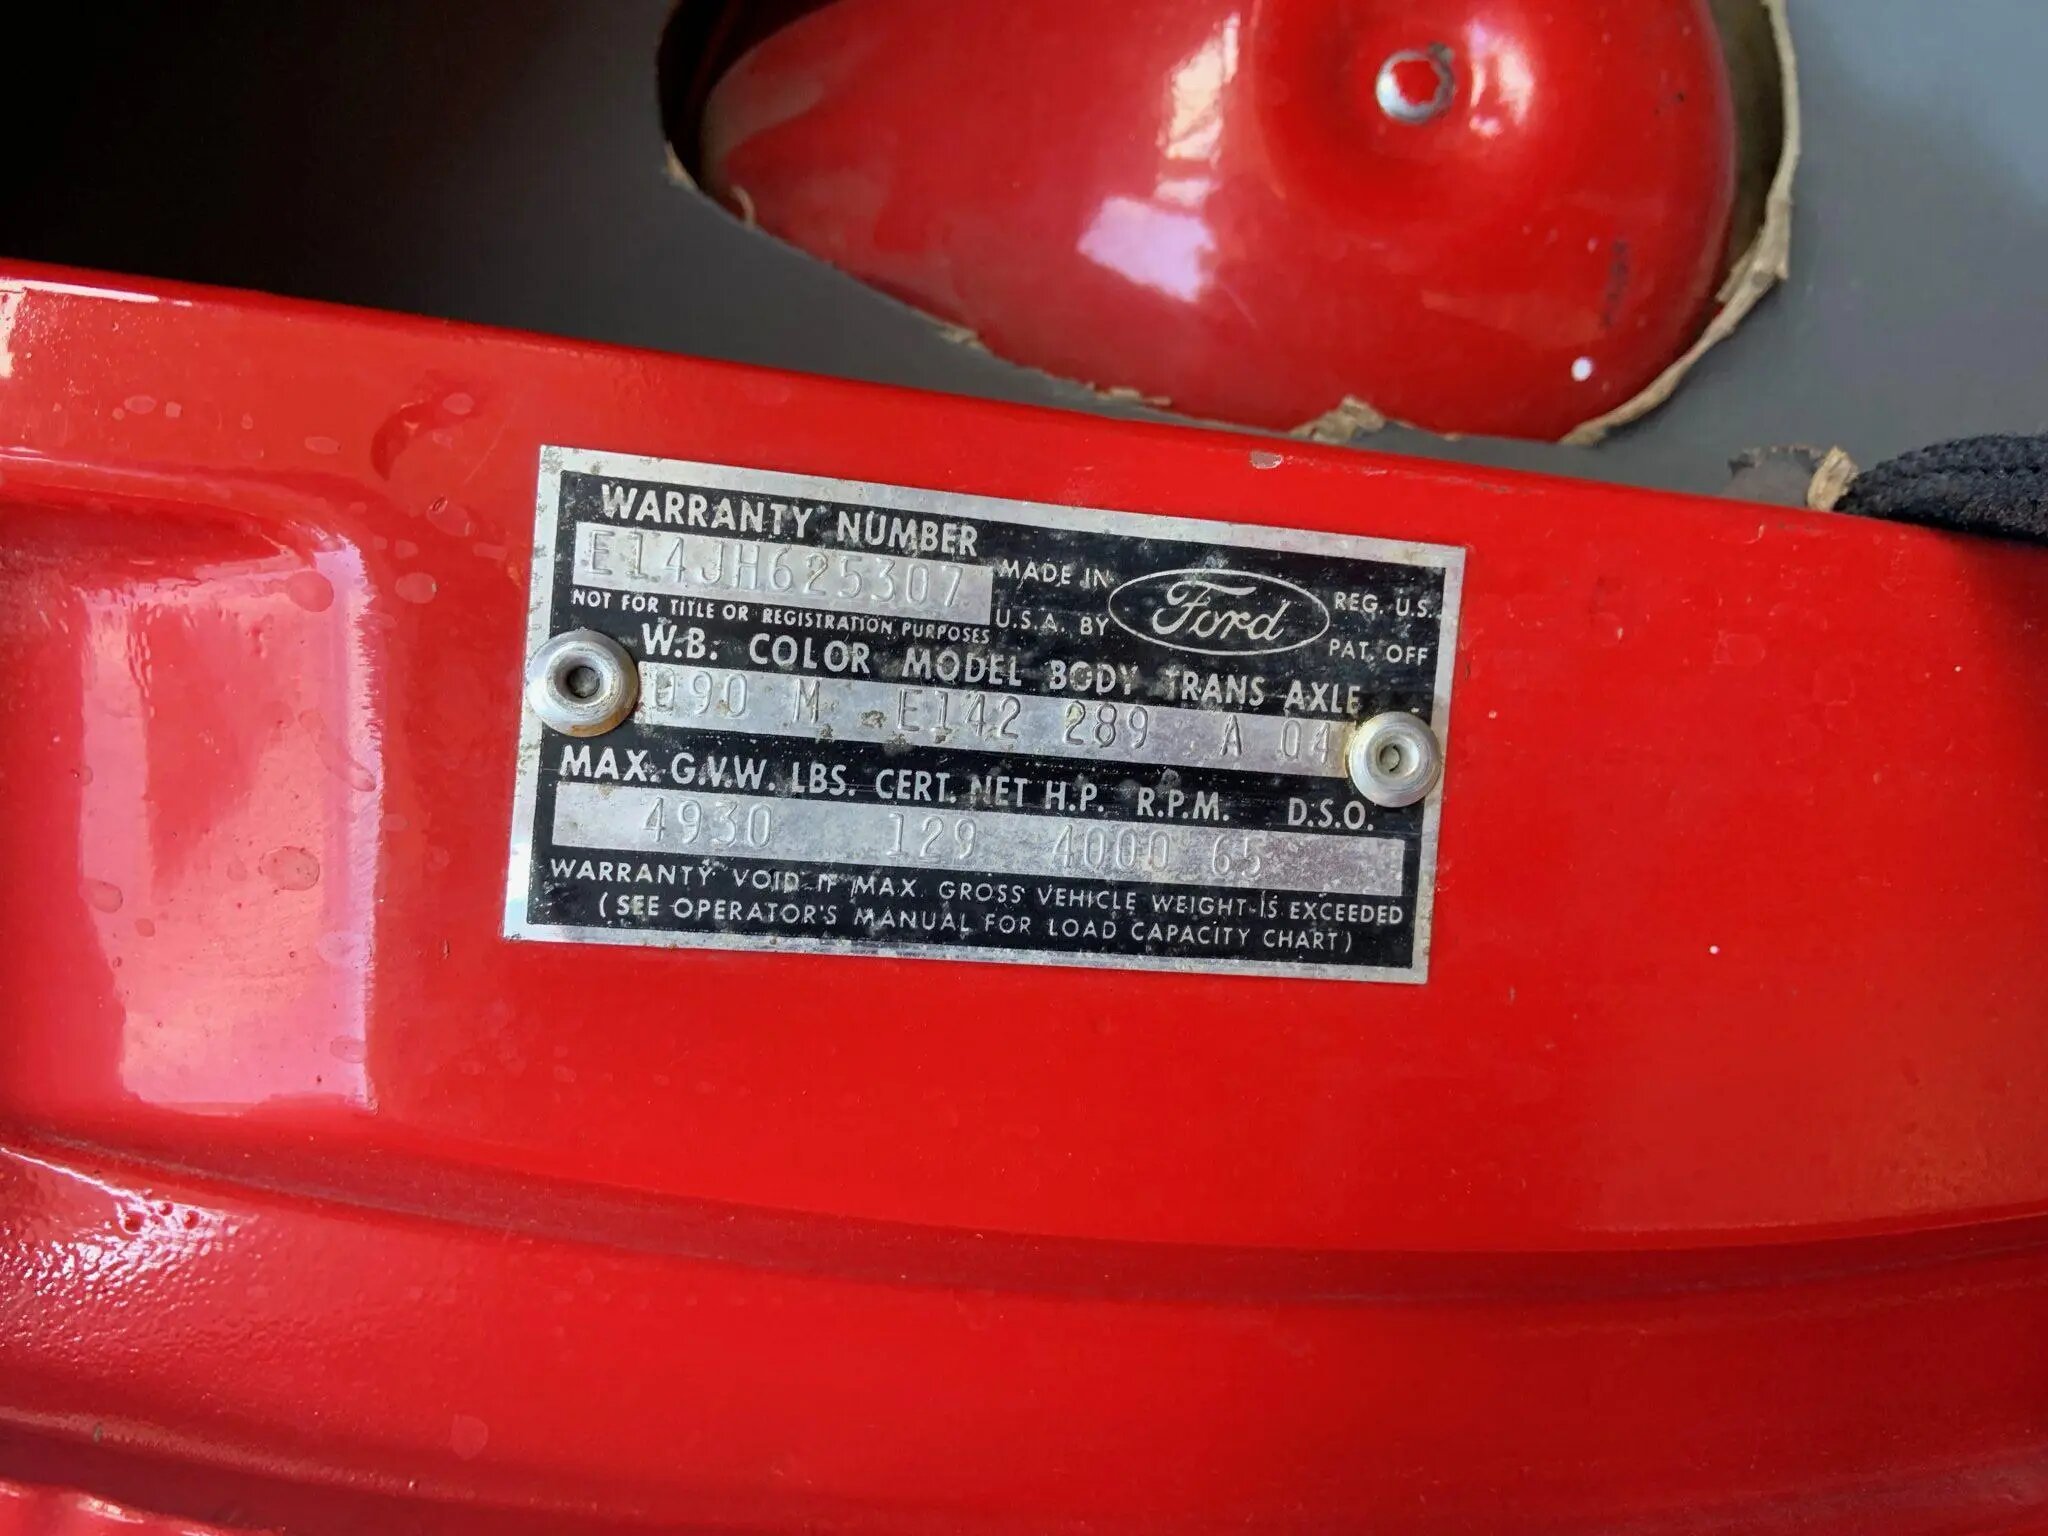 WARRANTY NUMBER
E14JH625307
NOT FOR TITLE OR REGISTRATION PURPOSES
MADE IN
U.S.A. BY
Ford
REG. U.S.
PAT. OFF
W.B. COLOR MODEL BODY TRANS AXLE
090 M E142 289 A 04
MAX. G.V.W. LBS. CERT. NET H.P. R.P.M. D.S.O.
4930 129 4000 65
WARRANTY VOID IF MAX. GROSS VEHICLE WEIGHT IS EXCEEDED
(SEE OPERATOR'S MANUAL FOR LOAD CAPACITY CHART)